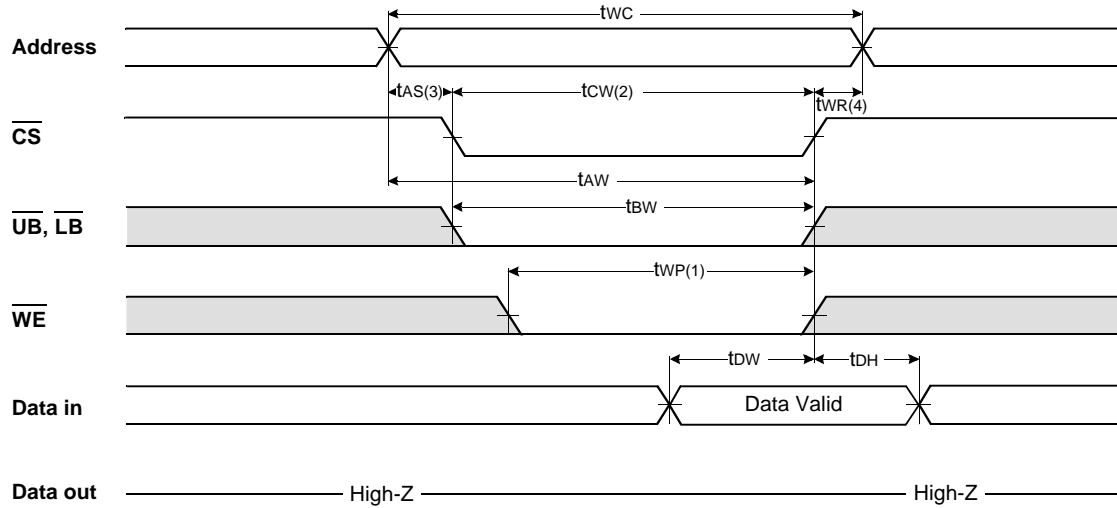 tWC
Address
tAS(3) tCW(2) tWR(4)
CS
tAW
UB, LB
tBW
tWP(1)
WE
tDW tDH
Data in Data Valid
Data out High-Z High-Z